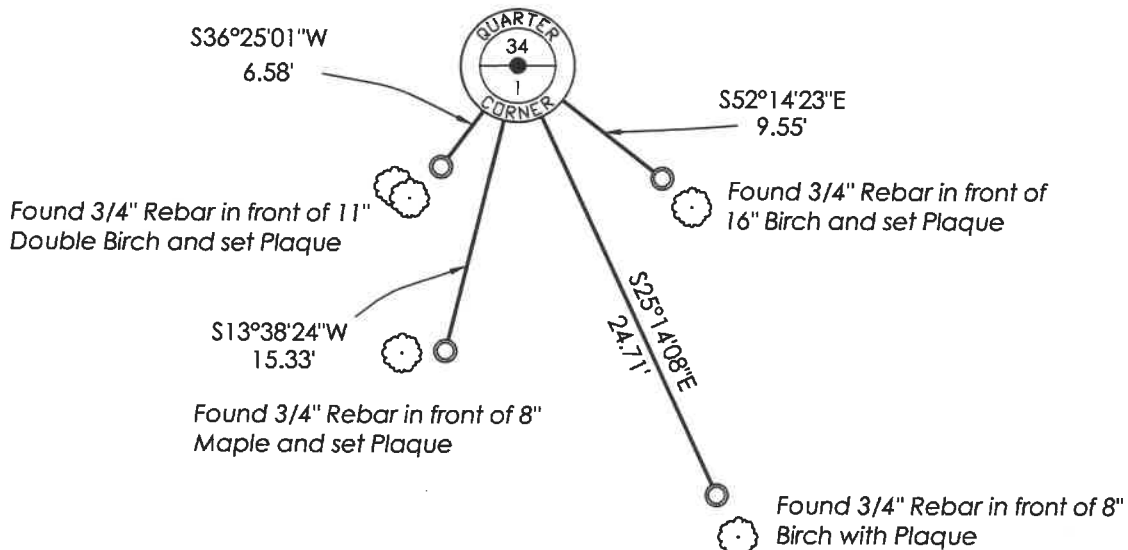 S36°25'01"W
6.58'
QUARTER
34
1
CORNER
S52°14'23"E
9.55'
Found 3/4" Rebar in front of 11"
Double Birch and set Plaque
Found 3/4" Rebar in front of
16" Birch and set Plaque
S13°38'24"W
15.33'
S25°14'08"E
24.71'
Found 3/4" Rebar in front of 8"
Maple and set Plaque
Found 3/4" Rebar in front of 8"
Birch with Plaque